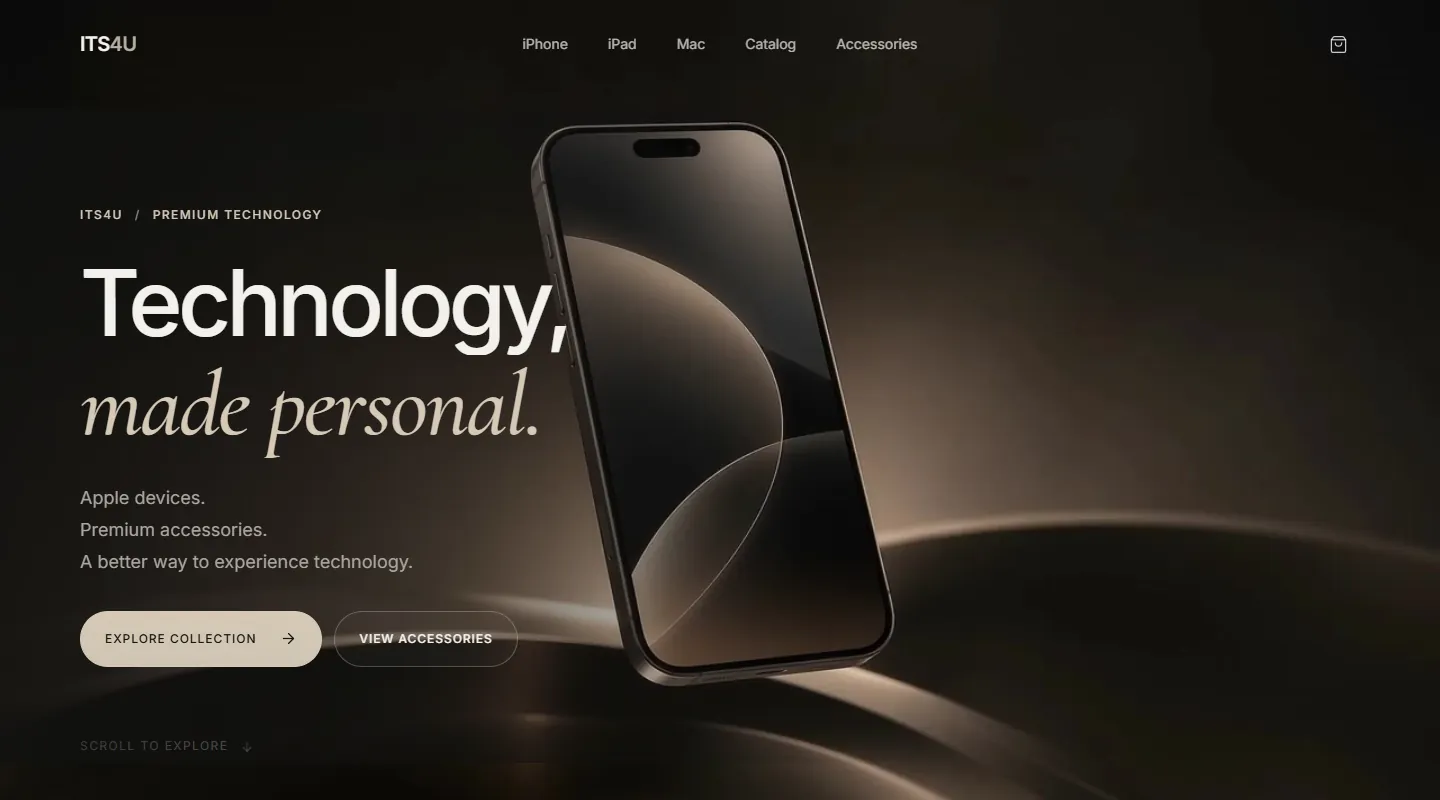 ITS4U
iPhone
iPad
Mac
Catalog
Accessories
ITS4U / PREMIUM TECHNOLOGY
Technology,
made personal.
Apple devices.
Premium accessories.
A better way to experience technology.
EXPLORE COLLECTION →
VIEW ACCESSORIES
SCROLL TO EXPLORE ↓